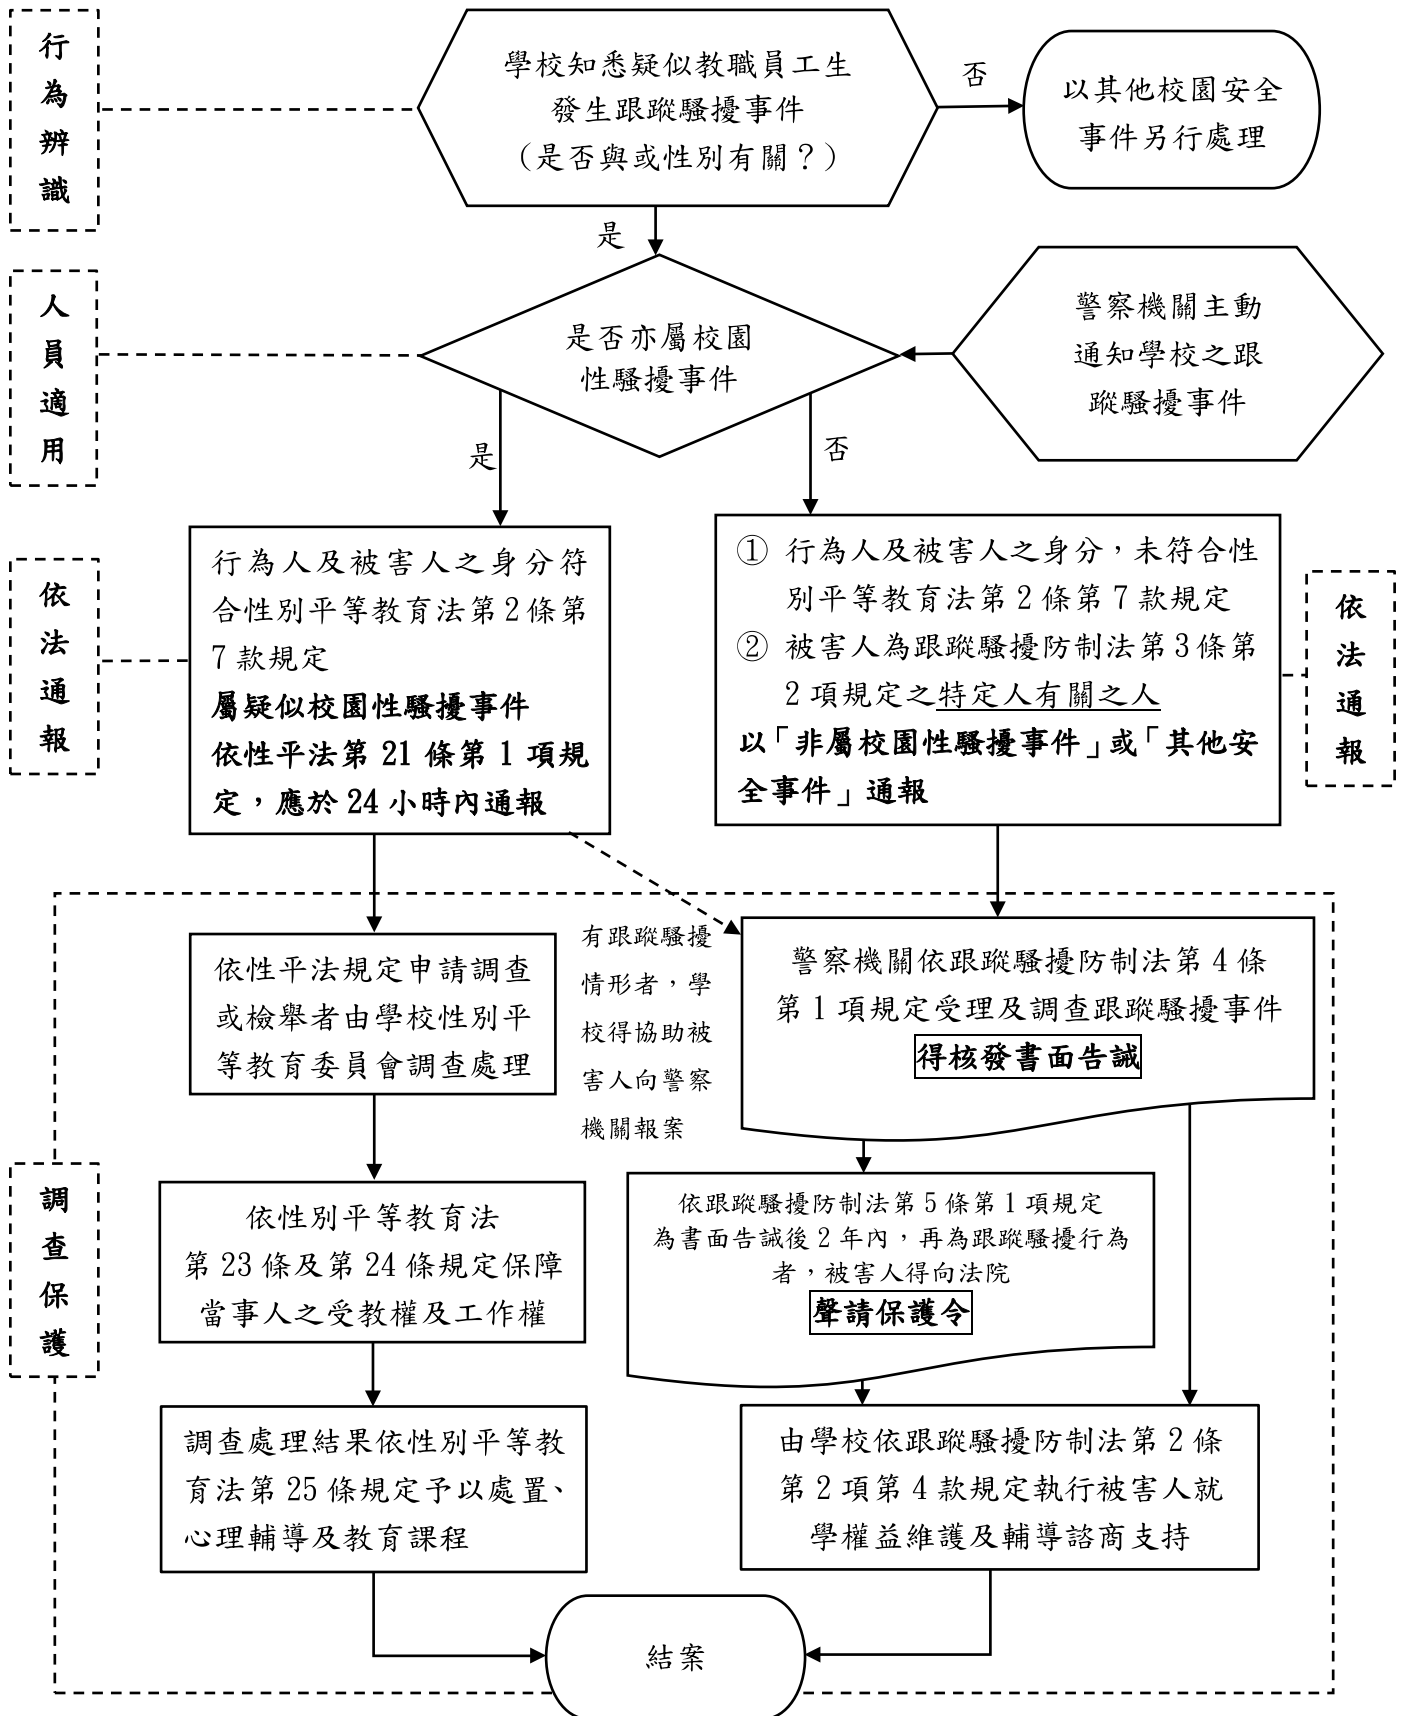 行為辨識
學校知悉疑似教職員工生
發生跟蹤騷擾事件
（是否與或性別有關？）
否
以其他校園安全
事件另行處理
是
人員適用
是否亦屬校園
性騷擾事件
警察機關主動
通知學校之跟
蹤騷擾事件
是
否
依法通報
行為人及被害人之身分符
合性別平等教育法第2條第
7款規定
屬疑似校園性騷擾事件
依性平法第 21 條第 1 項規
定，應於 24 小時內通報
① 行為人及被害人之身分，未符合性
別平等教育法第2條第7款規定
② 被害人為跟蹤騷擾防制法第3條第
2項規定之特定人有關之人
以「非屬校園性騷擾事件」或「其他安
全事件」通報
依法通報
調查保護
依性平法規定申請調查
或檢舉者由學校性別平
等教育委員會調查處理
有跟蹤騷擾
情形者，學
校得協助被
害人向警察
機關報案
警察機關依跟蹤騷擾防制法第4條
第1項規定受理及調查跟蹤騷擾事件
得核發書面告誡
依性別平等教育法
第23條及第24條規定保障
當事人之受教權及工作權
依跟蹤騷擾防制法第5條第1項規定
為書面告誡後2年內，再為跟蹤騷擾行為
者，被害人得向法院
聲請保護令
調查處理結果依性別平等教
育法第25條規定予以處置、
心理輔導及教育課程
由學校依跟蹤騷擾防制法第2條
第2項第4款規定執行被害人就
學權益維護及輔導諮商支持
結案